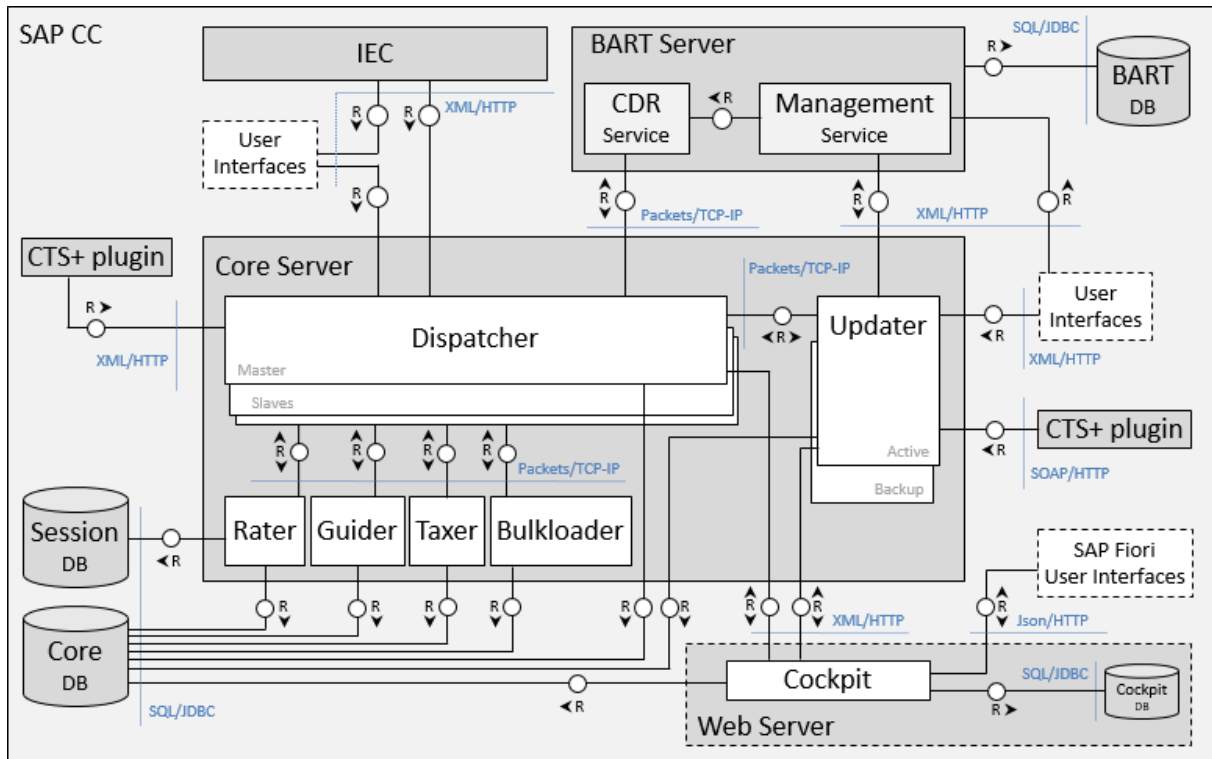 SAP CC
IEC
BART Server
SQL/JDBC
R
BART
DB
CDR
Service
R
Management
Service
R
R
XML/HTTP
User
Interfaces
R
R
R
R
Packets/TCP-IP
XML/HTTP
CTS+ plugin
Core Server
Packets/TCP-IP
R
XML/HTTP
Dispatcher
Master
Slaves
R
Updater
Active
Backup
R
User
Interfaces
XML/HTTP
CTS+ plugin
R
SOAP/HTTP
R
R
R
R
Packets/TCP-IP
Session
DB
R
Rater
Guider
Taxer
Bulkloader
SAP Fiori
User Interfaces
R
R
R
R
R
R
R
R
XML/HTTP
R
Json/HTTP
Core
DB
SQL/JDBC
R
Cockpit
SQL/JDBC
R
Cockpit
DB
Web Server